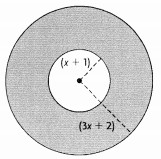 (x + 1)
(3x + 2)